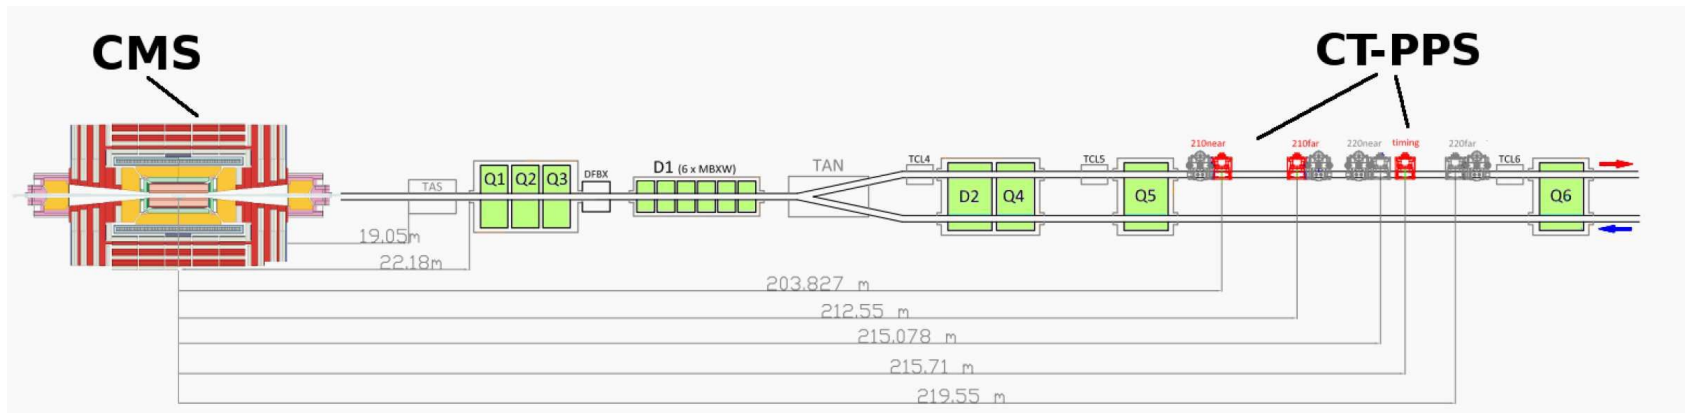 CMS
CT-PPS
210near
210far
220near
timing
220far
TAS
Q1
Q2
Q3
DFBX
D1 (6 x MBXW)
TAN
TCL4
D2
Q4
TCL5
Q5
TCL6
Q6
19.05m
22.18m
203.827 m
212.55 m
215.078 m
215.71 m
219.55 m